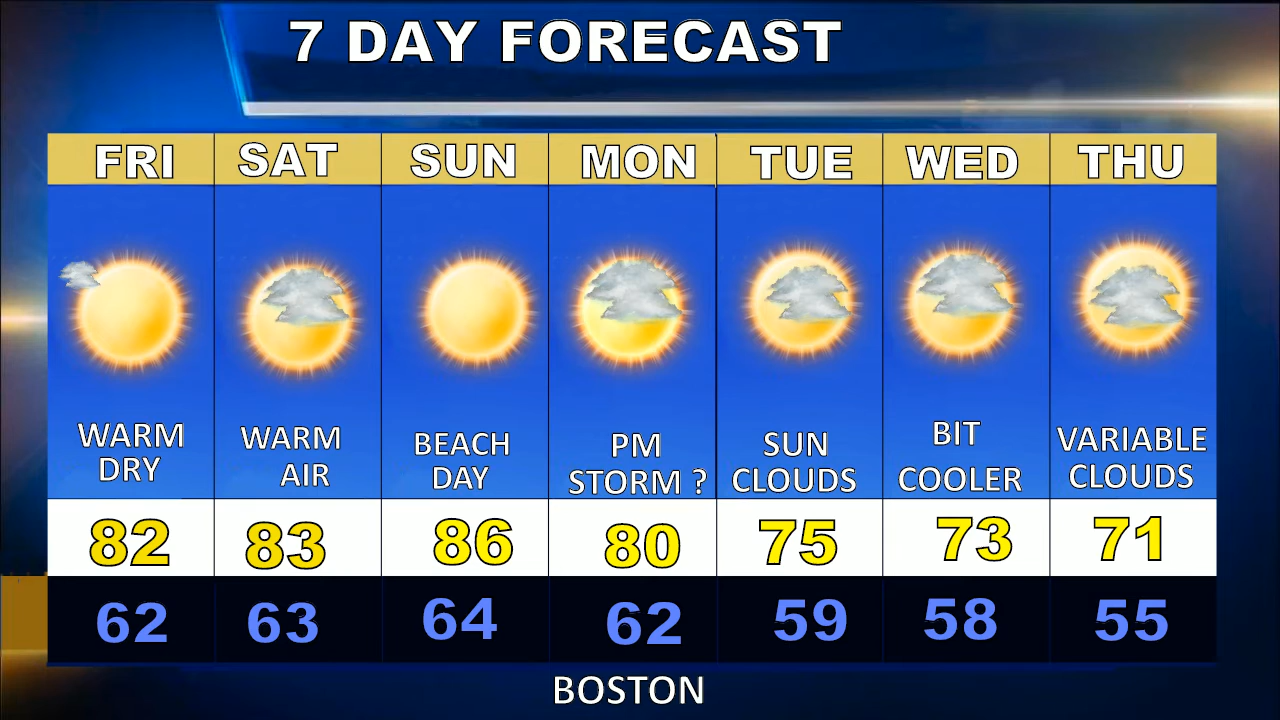 7 DAY FORECAST
FRI SAT SUN MON TUE WED THU
WARM DRY
WARM AIR
BEACH DAY
PM STORM ?
SUN CLOUDS
BIT COOLER
VARIABLE CLOUDS
82 83 86 80 75 73 71
62 63 64 62 59 58 55
BOSTON